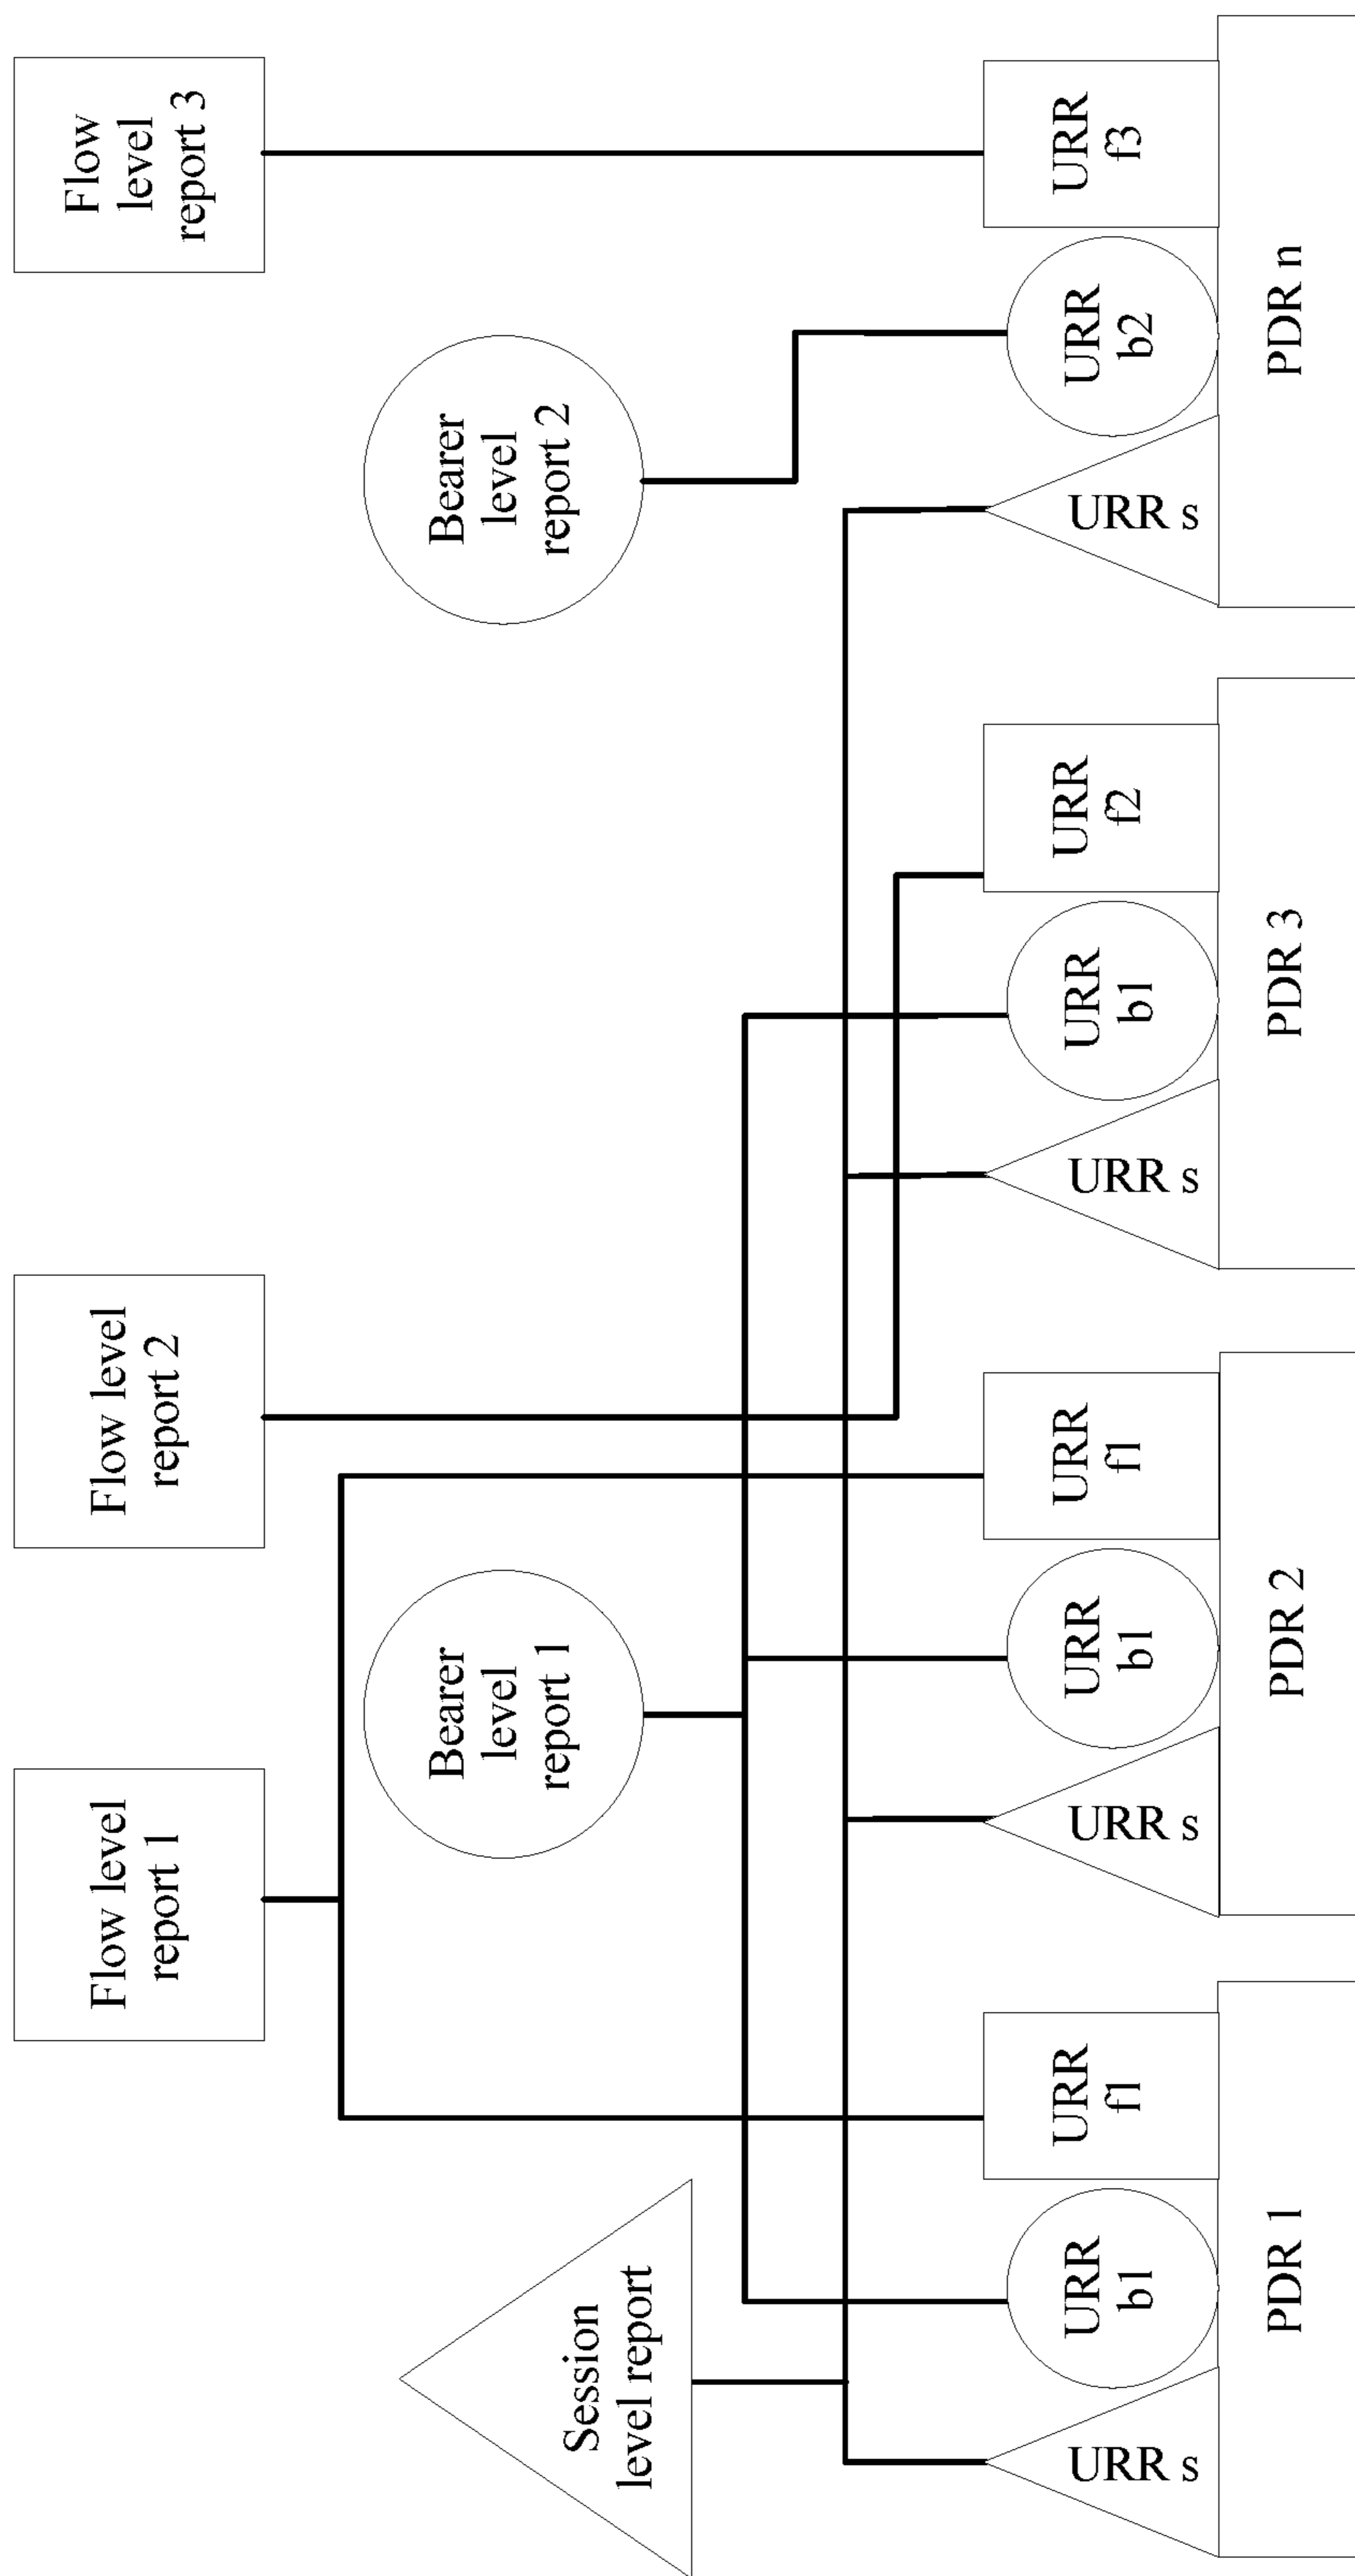 Flow level
report 1
Flow level
report 2
Flow
level
report 3
Session
level report
Bearer
level
report 1
Bearer
level
report 2
URR s
URR
b1
URR
f1
URR s
URR
b1
URR
f1
URR s
URR
b1
URR
f2
URR s
URR
b2
URR
f3
PDR 1
PDR 2
PDR 3
PDR n